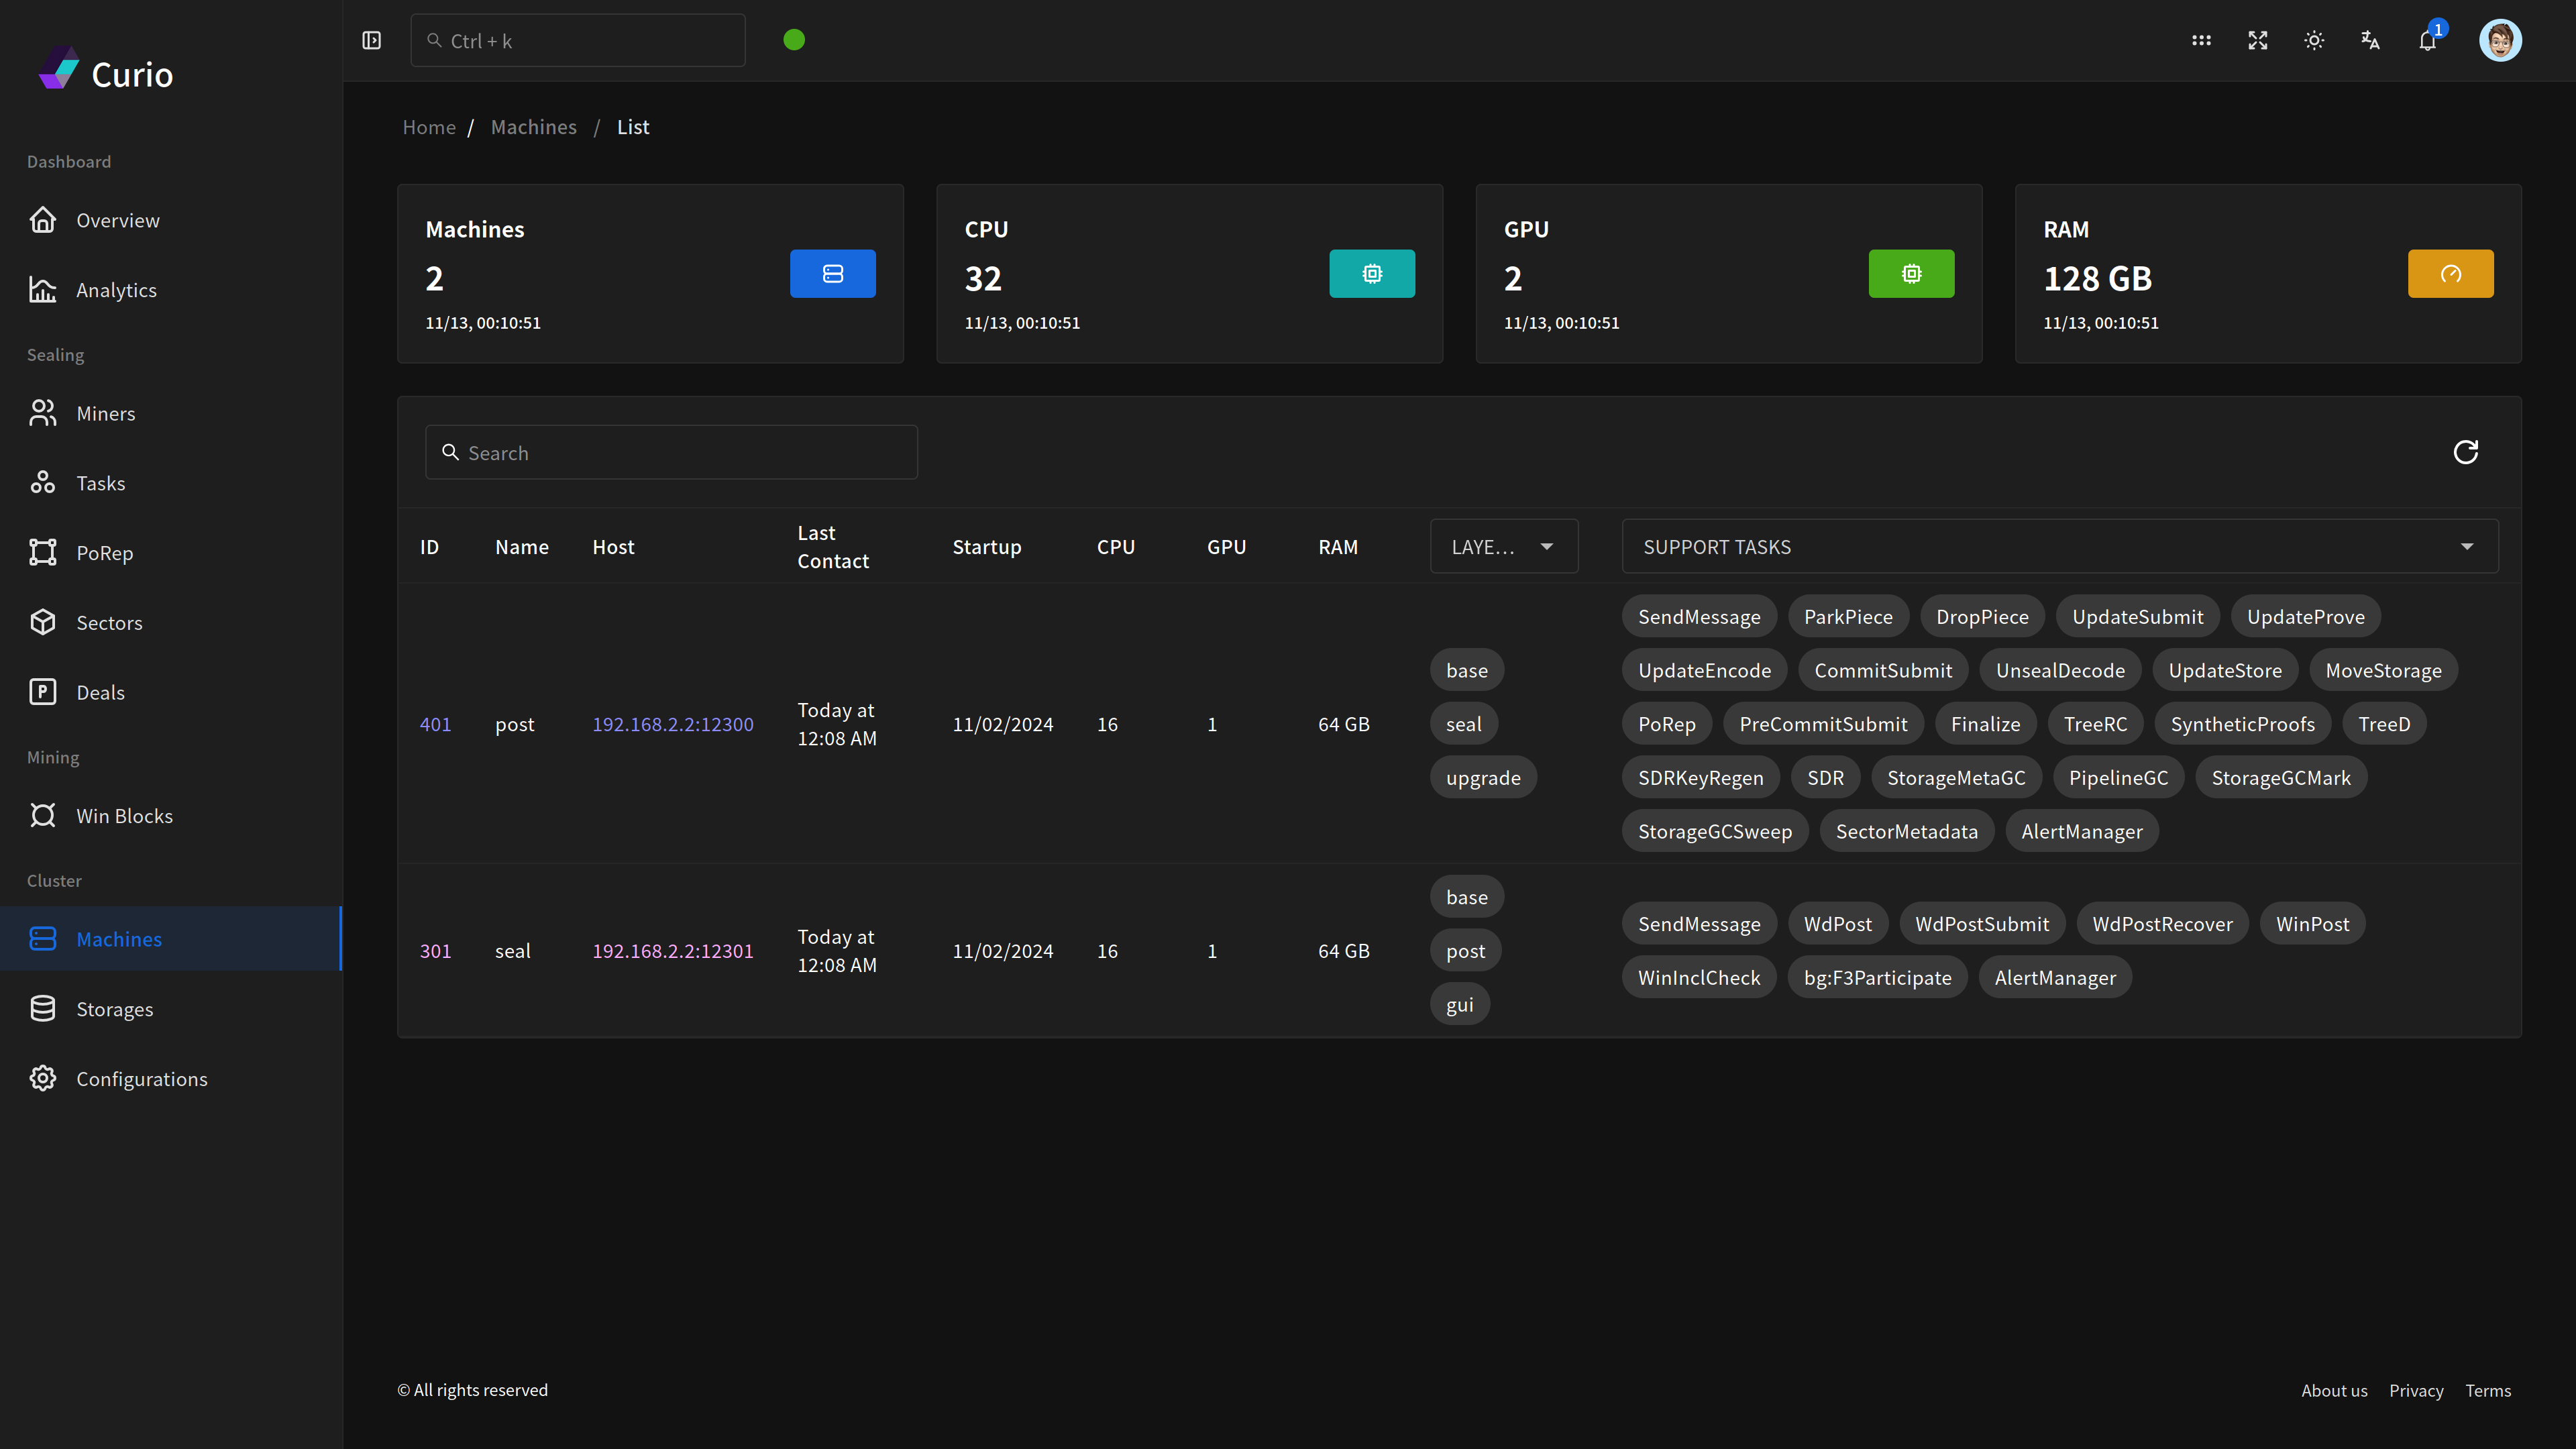 Curio
Ctrl + k
1
Dashboard
Overview
Analytics
Sealing
Miners
Tasks
PoRep
Sectors
P
Deals
Mining
Win Blocks
Cluster
Machines
Storages
Configurations
Home / Machines / List
Machines
2
11/13, 00:10:51
CPU
32
11/13, 00:10:51
GPU
2
11/13, 00:10:51
RAM
128 GB
11/13, 00:10:51
Search
ID Name Host Last Contact Startup CPU GPU RAM LAYE... SUPPORT TASKS
401 post 192.168.2.2:12300 Today at 12:08 AM 11/02/2024 16 1 64 GB
base
seal
upgrade
SendMessage ParkPiece DropPiece UpdateSubmit UpdateProve
UpdateEncode CommitSubmit UnsealDecode UpdateStore MoveStorage
PoRep PreCommitSubmit Finalize TreeRC SyntheticProofs TreeD
SDRKeyRegen SDR StorageMetaGC PipelineGC StorageGCMark
StorageGCSweep SectorMetadata AlertManager
301 seal 192.168.2.2:12301 Today at 12:08 AM 11/02/2024 16 1 64 GB
base
post
gui
SendMessage WdPost WdPostSubmit WdPostRecover WinPost
WinInclCheck bg:F3Participate AlertManager
© All rights reserved
About us Privacy Terms